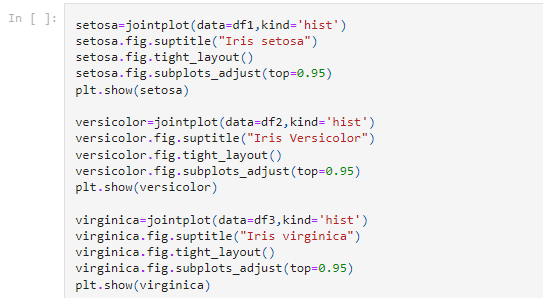 In [ ]:
setosa=jointplot(data=df1,kind='hist')
setosa.fig.suptitle("Iris setosa")
setosa.fig.tight_layout()
setosa.fig.subplots_adjust(top=0.95)
plt.show(setosa)
versicolor=jointplot(data=df2,kind='hist')
versicolor.fig.suptitle("Iris Versicolor")
versicolor.fig.tight_layout()
versicolor.fig.subplots_adjust(top=0.95)
plt.show(versicolor)
virginica=jointplot(data=df3,kind='hist')
virginica.fig.suptitle("Iris virginica")
virginica.fig.tight_layout()
virginica.fig.subplots_adjust(top=0.95)
plt.show(virginica)